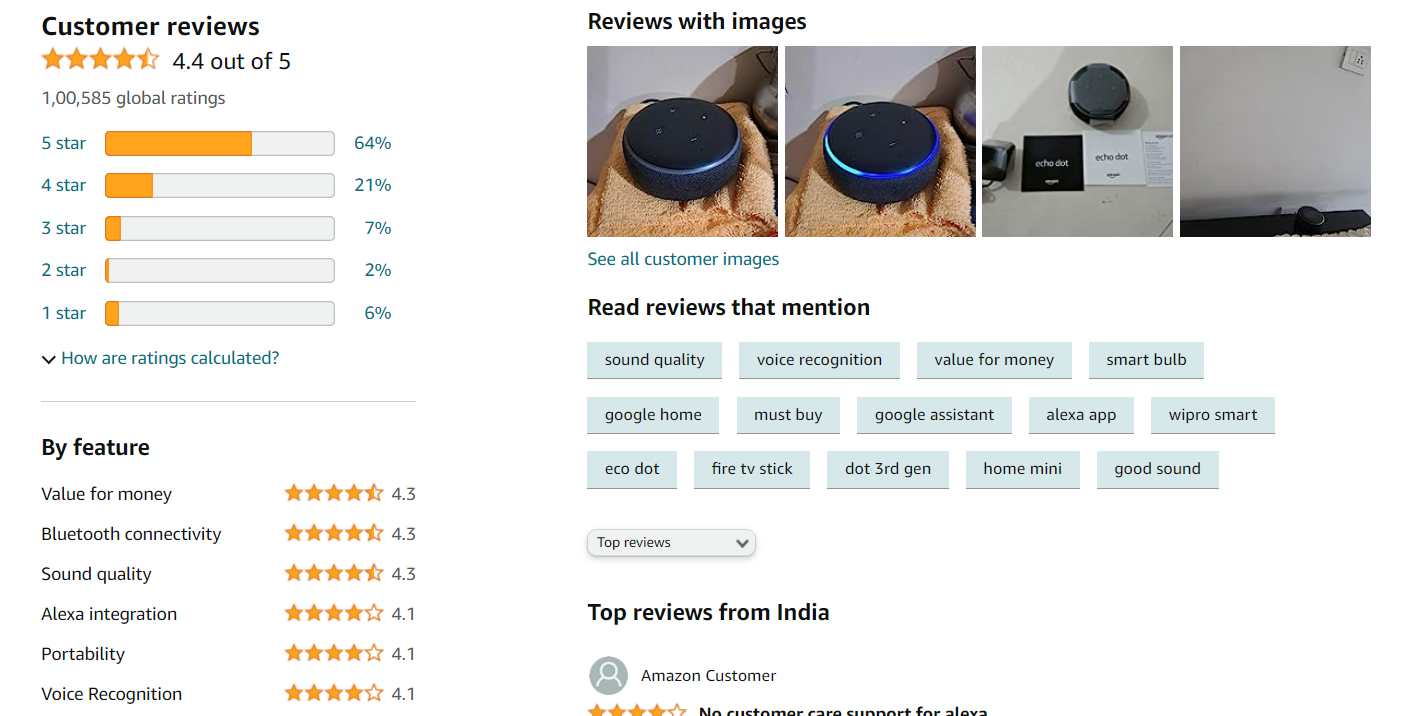 Customer reviews
4.4 out of 5
1,00,585 global ratings
5 star 64%
4 star 21%
3 star 7%
2 star 2%
1 star 6%
How are ratings calculated?
By feature
Value for money 4.3
Bluetooth connectivity 4.3
Sound quality 4.3
Alexa integration 4.1
Portability 4.1
Voice Recognition 4.1
Reviews with images
echo dot
echo dot
See all customer images
Read reviews that mention
sound quality voice recognition value for money smart bulb
google home must buy google assistant alexa app wipro smart
eco dot fire tv stick dot 3rd gen home mini good sound
Top reviews
Top reviews from India
Amazon Customer
No customer care support for alexa